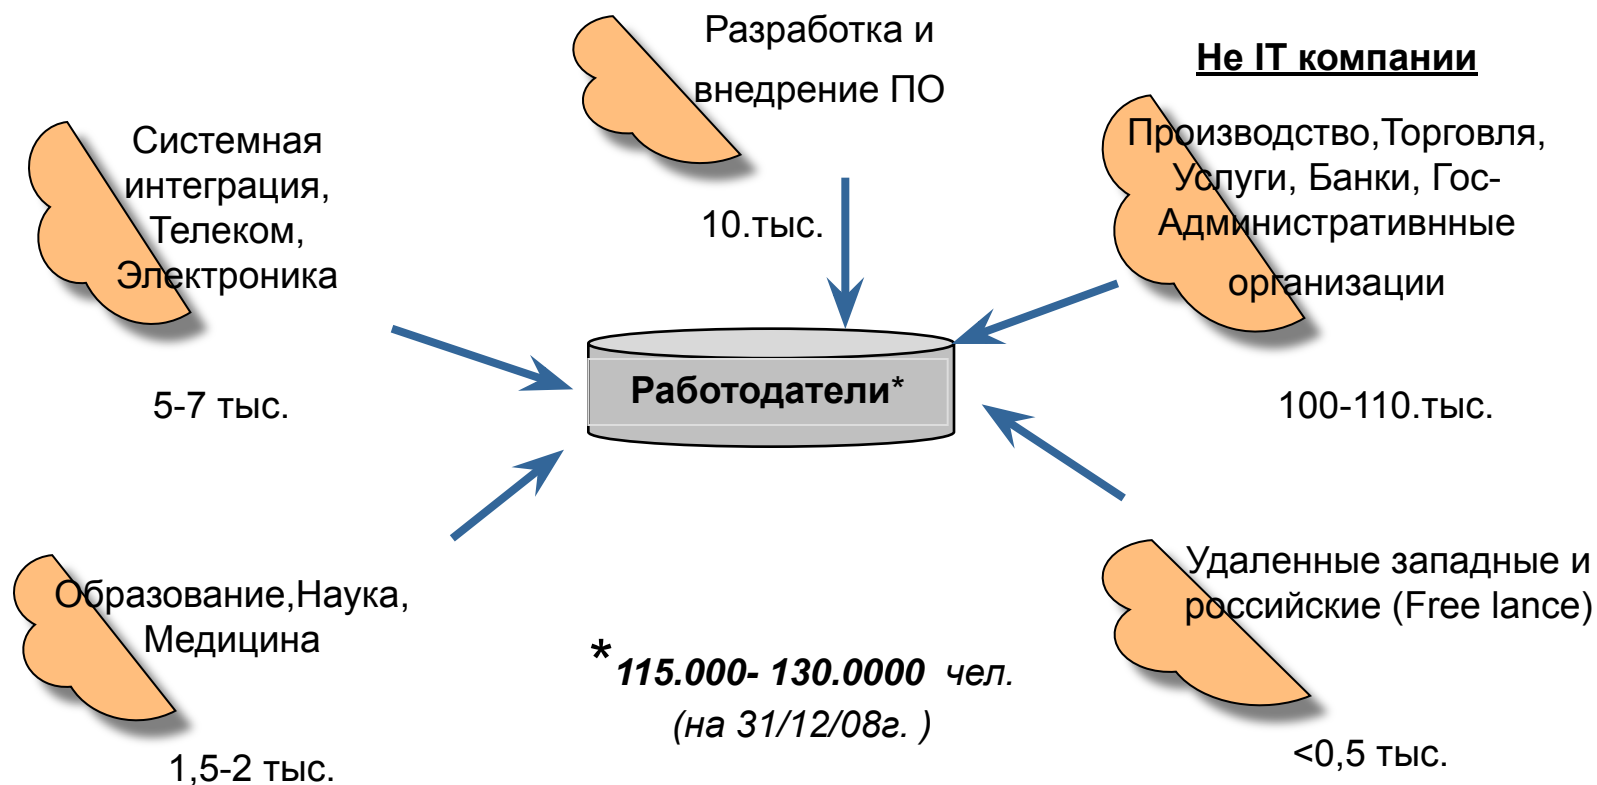 Разработка и
внедрение ПО
10.тыс.
Не IT компании
Производство,Торговля,
Услуги, Банки, Гос-
Административнные
организации
100-110.тыс.
Системная
интеграция,
Телеком,
Электроника
5-7 тыс.
Работодатели*
Образование,Наука,
Медицина
1,5-2 тыс.
*115.000- 130.0000 чел.
(на 31/12/08г. )
Удаленные западные и
российские (Free lance)
<0,5 тыс.